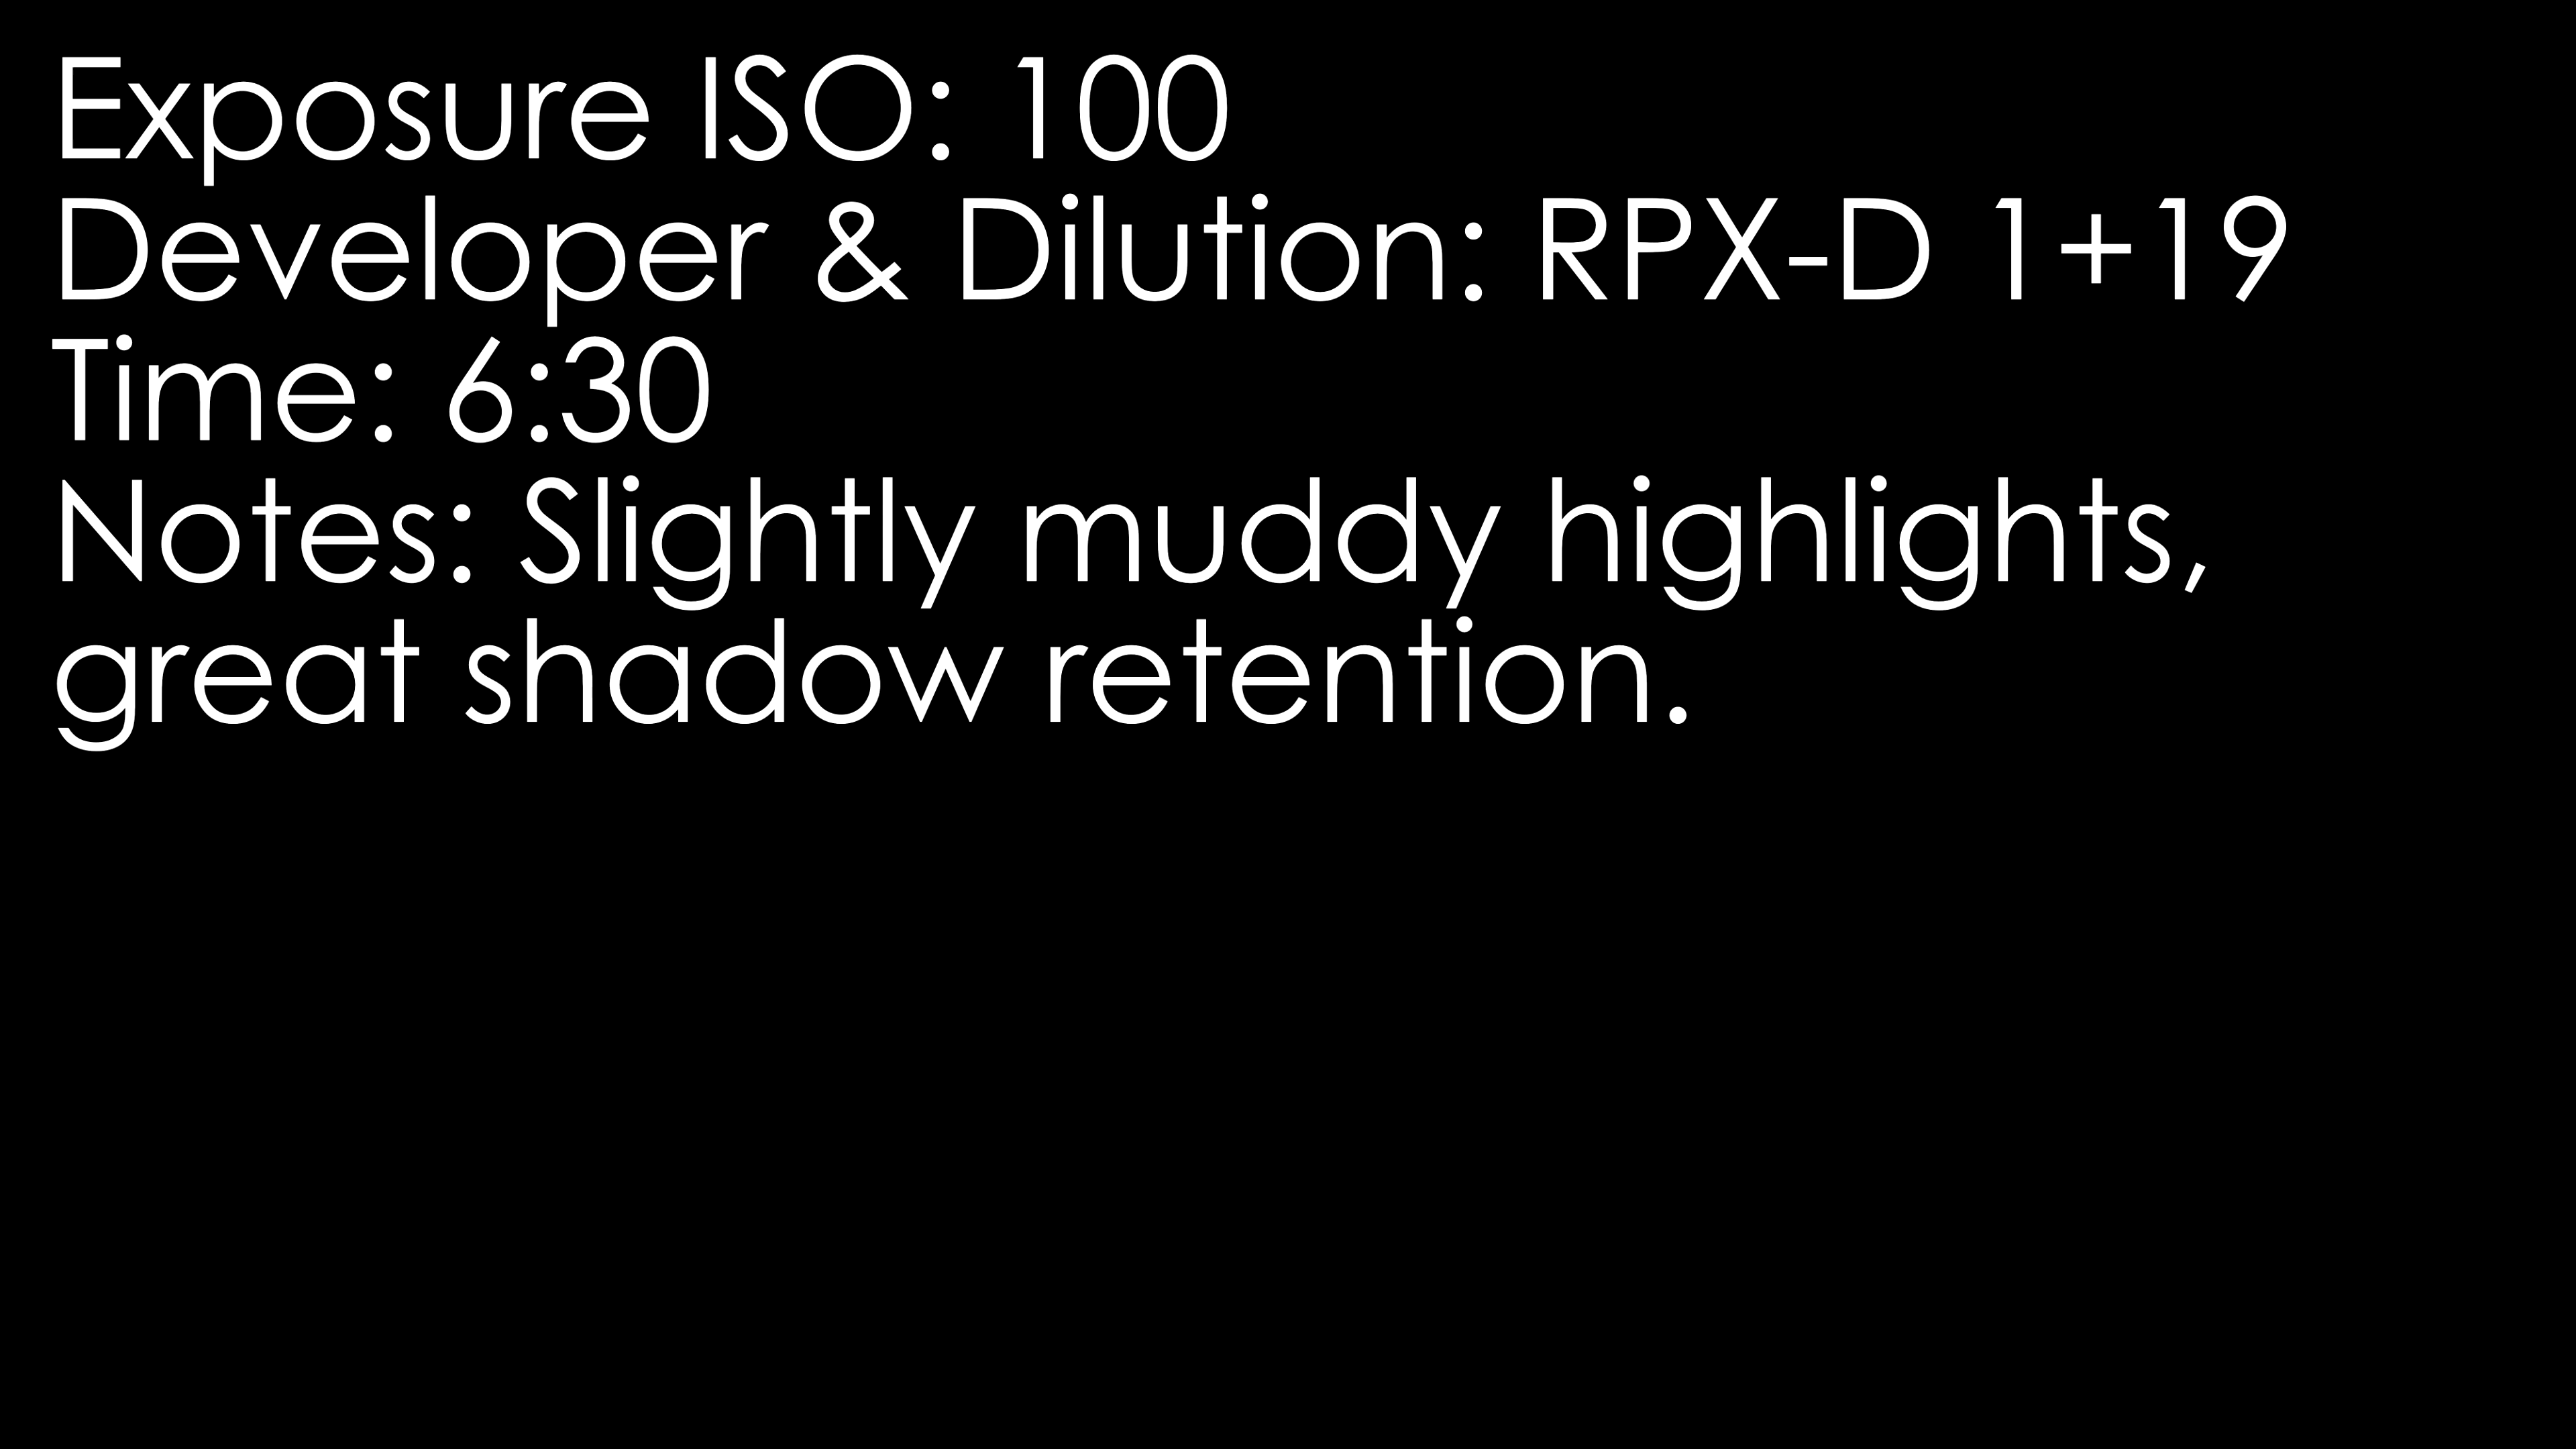 Exposure ISO: 100
Developer & Dilution: RPX-D 1+19
Time: 6:30
Notes: Slightly muddy highlights,
great shadow retention.